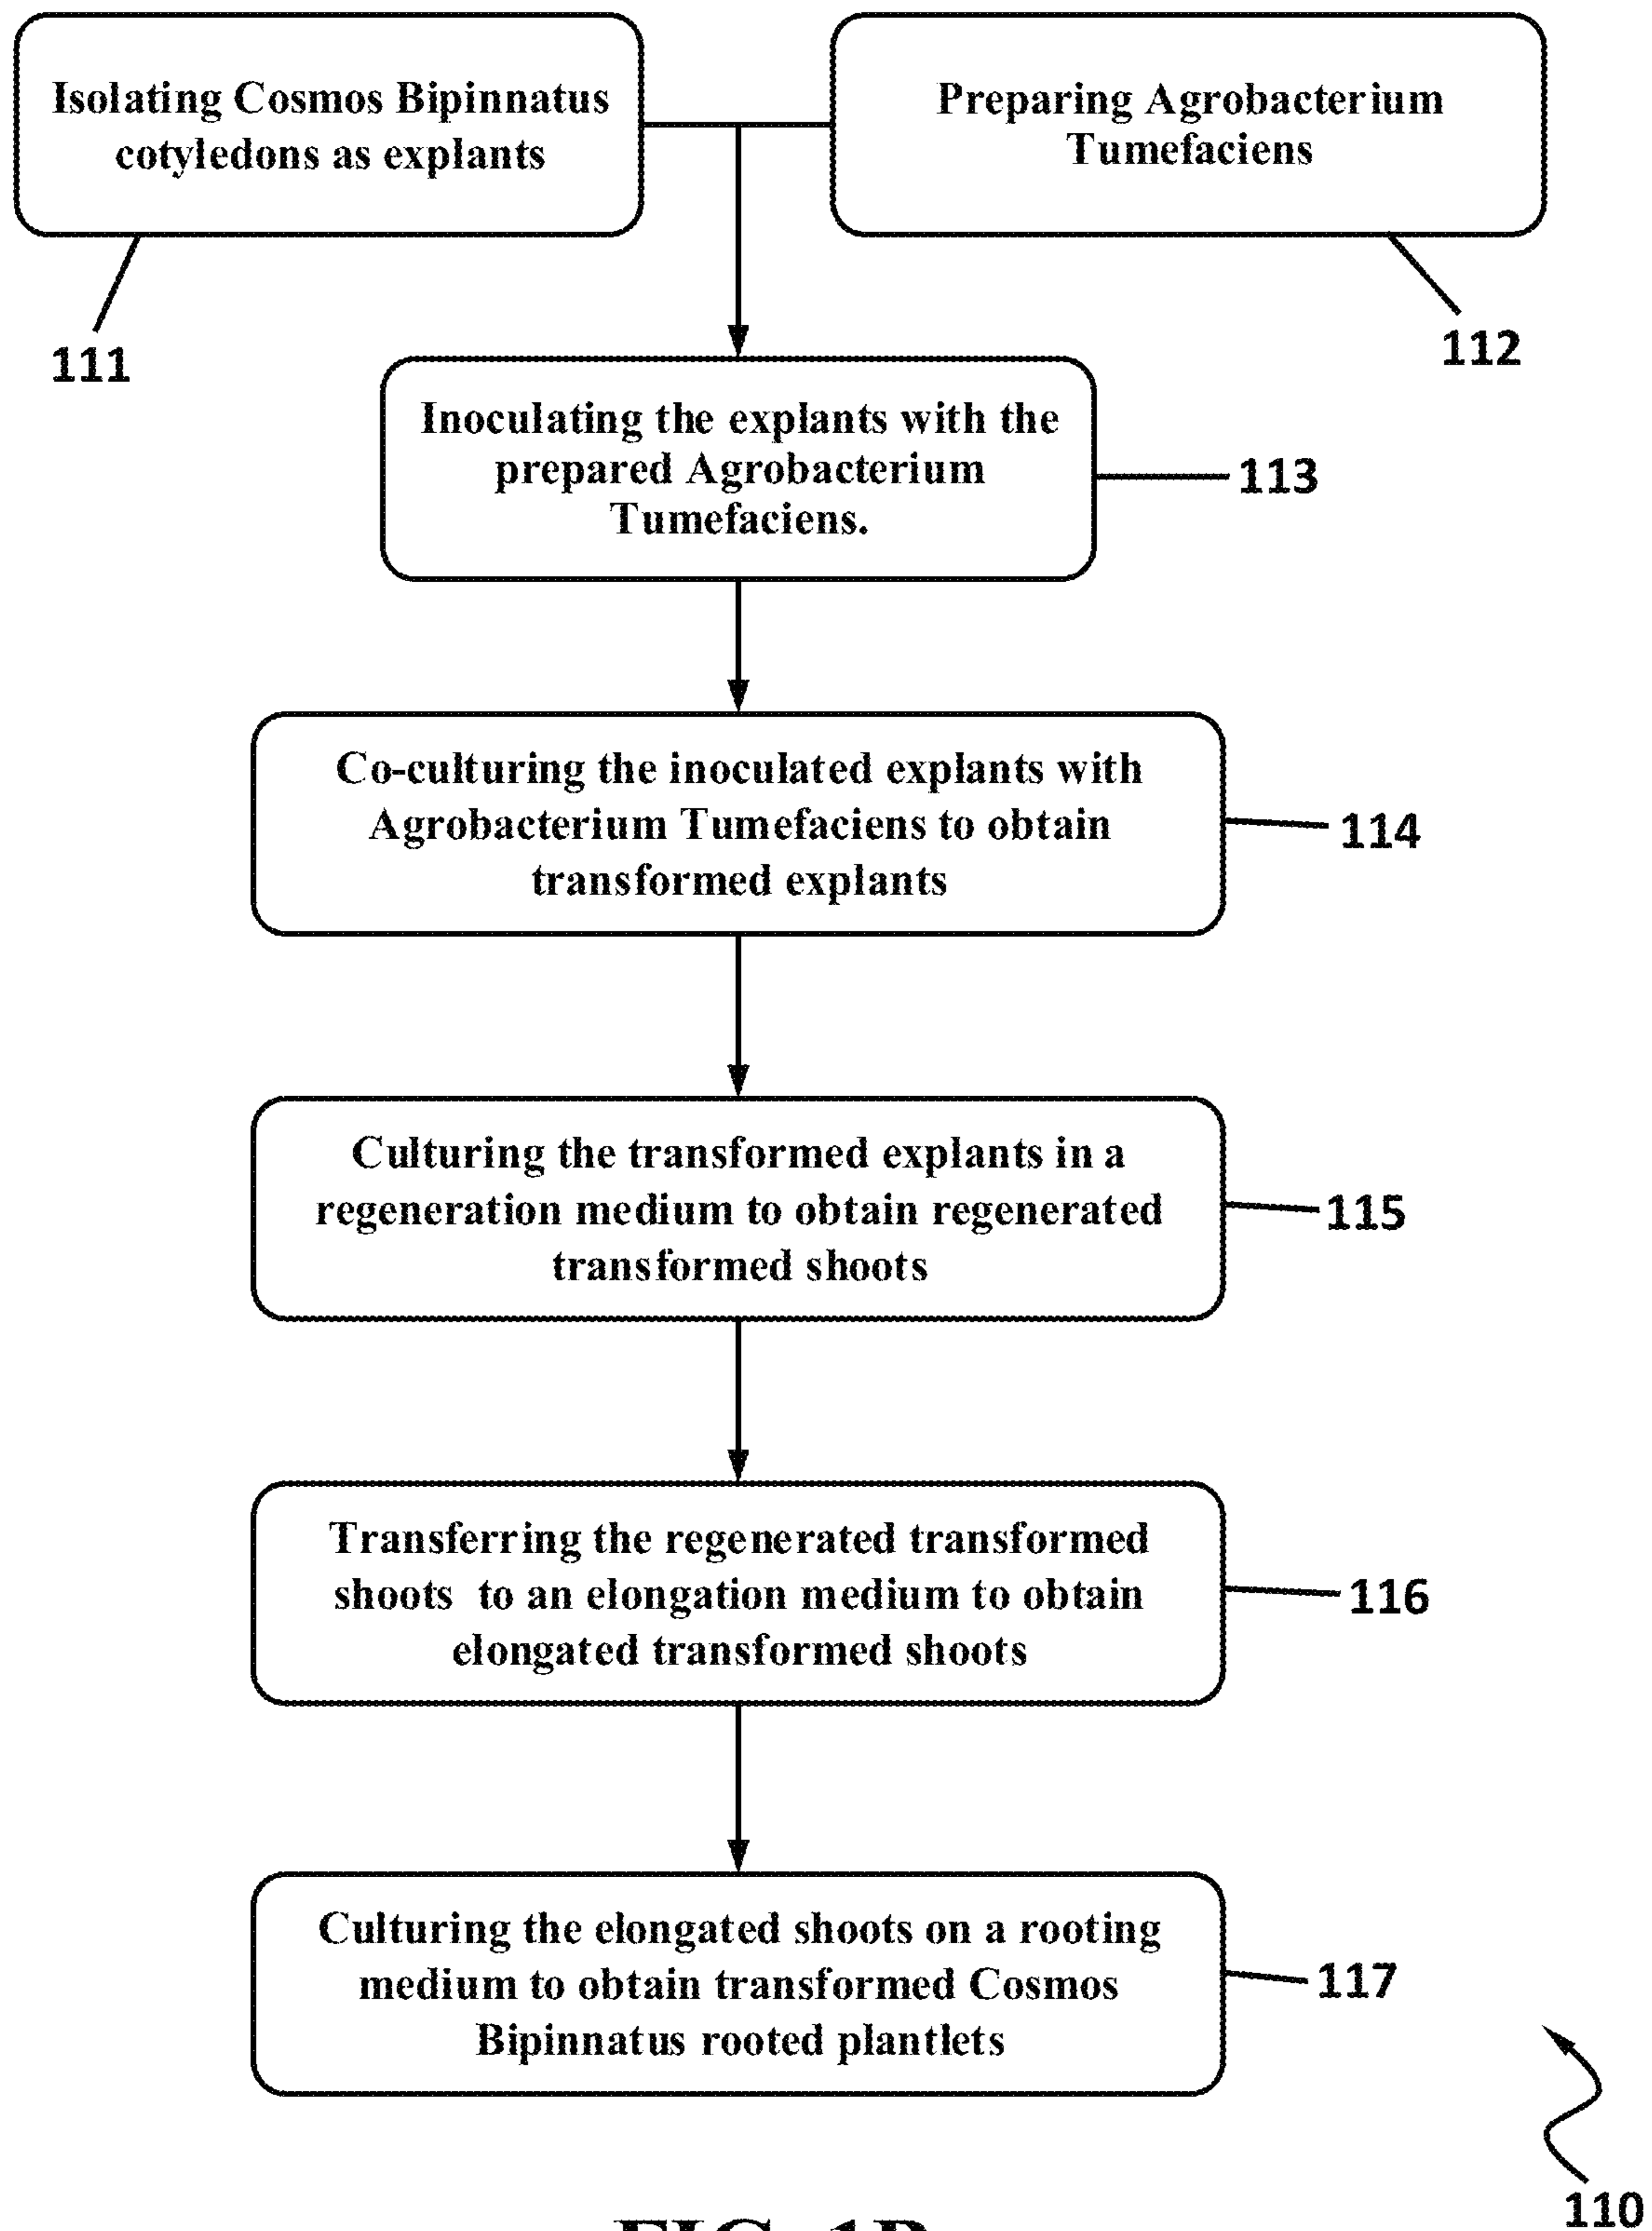 Isolating Cosmos Bipinnatus
cotyledons as explants
Preparing Agrobacterium
Tumefaciens
111
112
Inoculating the explants with the
prepared Agrobacterium
Tumefaciens.
113
Co-culturing the inoculated explants with
Agrobacterium Tumefaciens to obtain
transformed explants
114
Culturing the transformed explants in a
regeneration medium to obtain regenerated
transformed shoots
115
Transferring the regenerated transformed
shoots to an elongation medium to obtain
elongated transformed shoots
116
Culturing the elongated shoots on a rooting
medium to obtain transformed Cosmos
Bipinnatus rooted plantlets
117
110